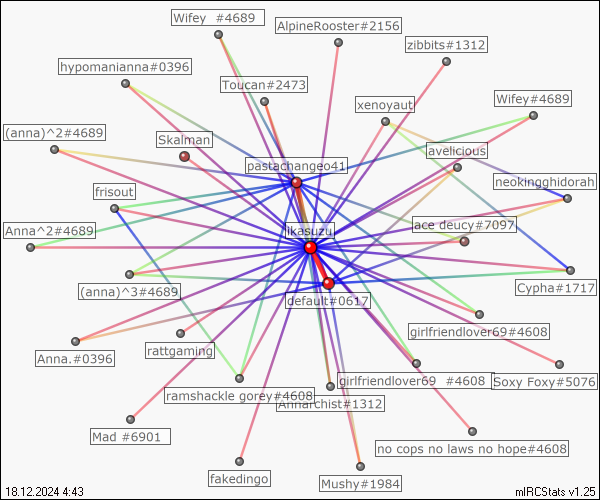 Wifey  #4689
AlpineRooster#2156
zibbits#1312
hypomanianna#0396
Toucan#2473
xenoyaut
Wifey#4689
(anna)^2#4689
Skalman
avelicious
pastachangeo41
frisout
neokingghidorah
Anna^2#4689
likasuzu
ace deucy#7097
(anna)^3#4689
default#0617
Cypha#1717
girlfriendlover69#4608
Anna.#0396
rattgaming
ramshackle gorey#4608
girlfriendlover69  #4608
Soxy Foxy#5076
Annarchist#1312
Mad #6901
no cops no laws no hope#4608
fakedingo
Mushy#1984
18.12.2024 4:43
mIRCStats v1.25